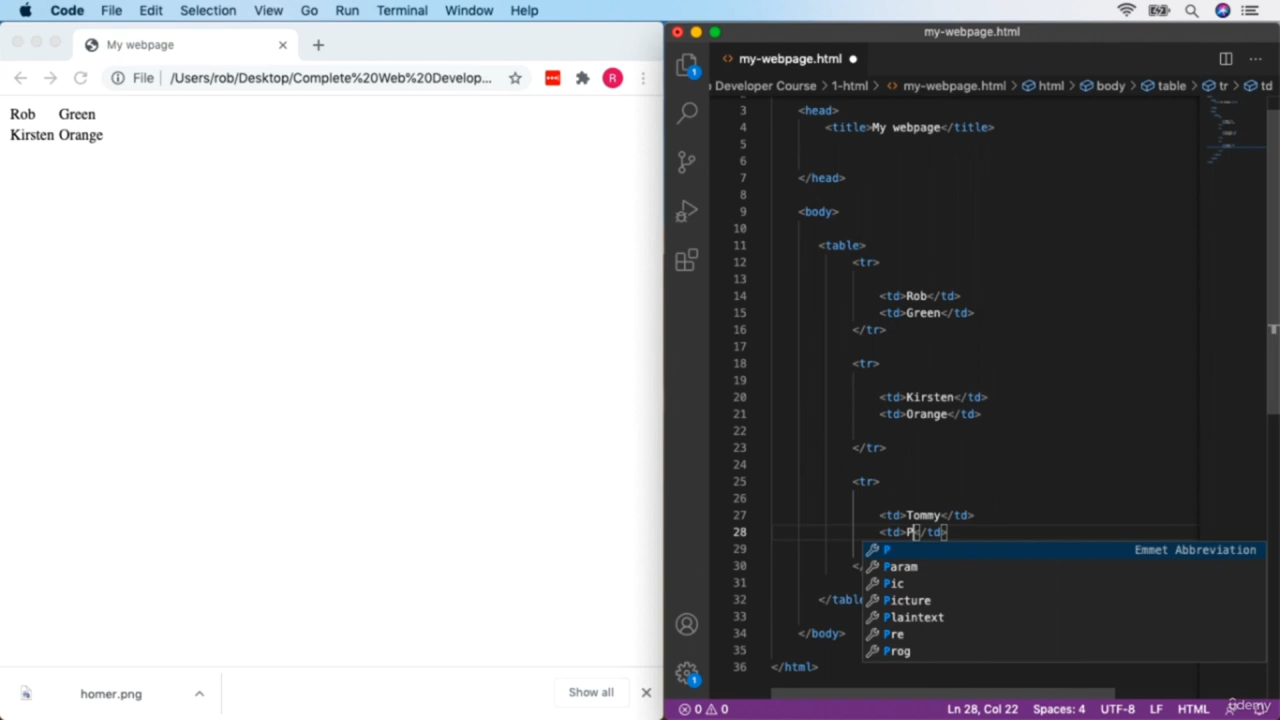 Code File Edit Selection View Go Run Terminal Window Help
My webpage
File /Users/rob/Desktop/Complete%20Web%20Develop... R
Rob Green
Kirsten Orange
homer.png
Show all
my-webpage.html
my-webpage.html
Developer Course > 1-html > my-webpage.html > html > body > table > tr > td
3 <head>
4 <title>My webpage</title>
5
6
7 </head>
8
9 <body>
10
11 <table>
12 <tr>
13
14 <td>Rob</td>
15 <td>Green</td>
16 </tr>
17
18 <tr>
19
20 <td>Kirsten</td>
21 <td>Orange</td>
22
23 </tr>
24
25 <tr>
26
27 <td>Tommy</td>
28 <td>P</td>
29
30 </
31
32 </table
33
34 </body>
35
36 </html>
P Emmet Abbreviation
Param
Pic
Picture
Plaintext
Pre
Prog
1
1
0 0 Ln 28, Col 22 Spaces: 4 UTF-8 LF HTML
udemy